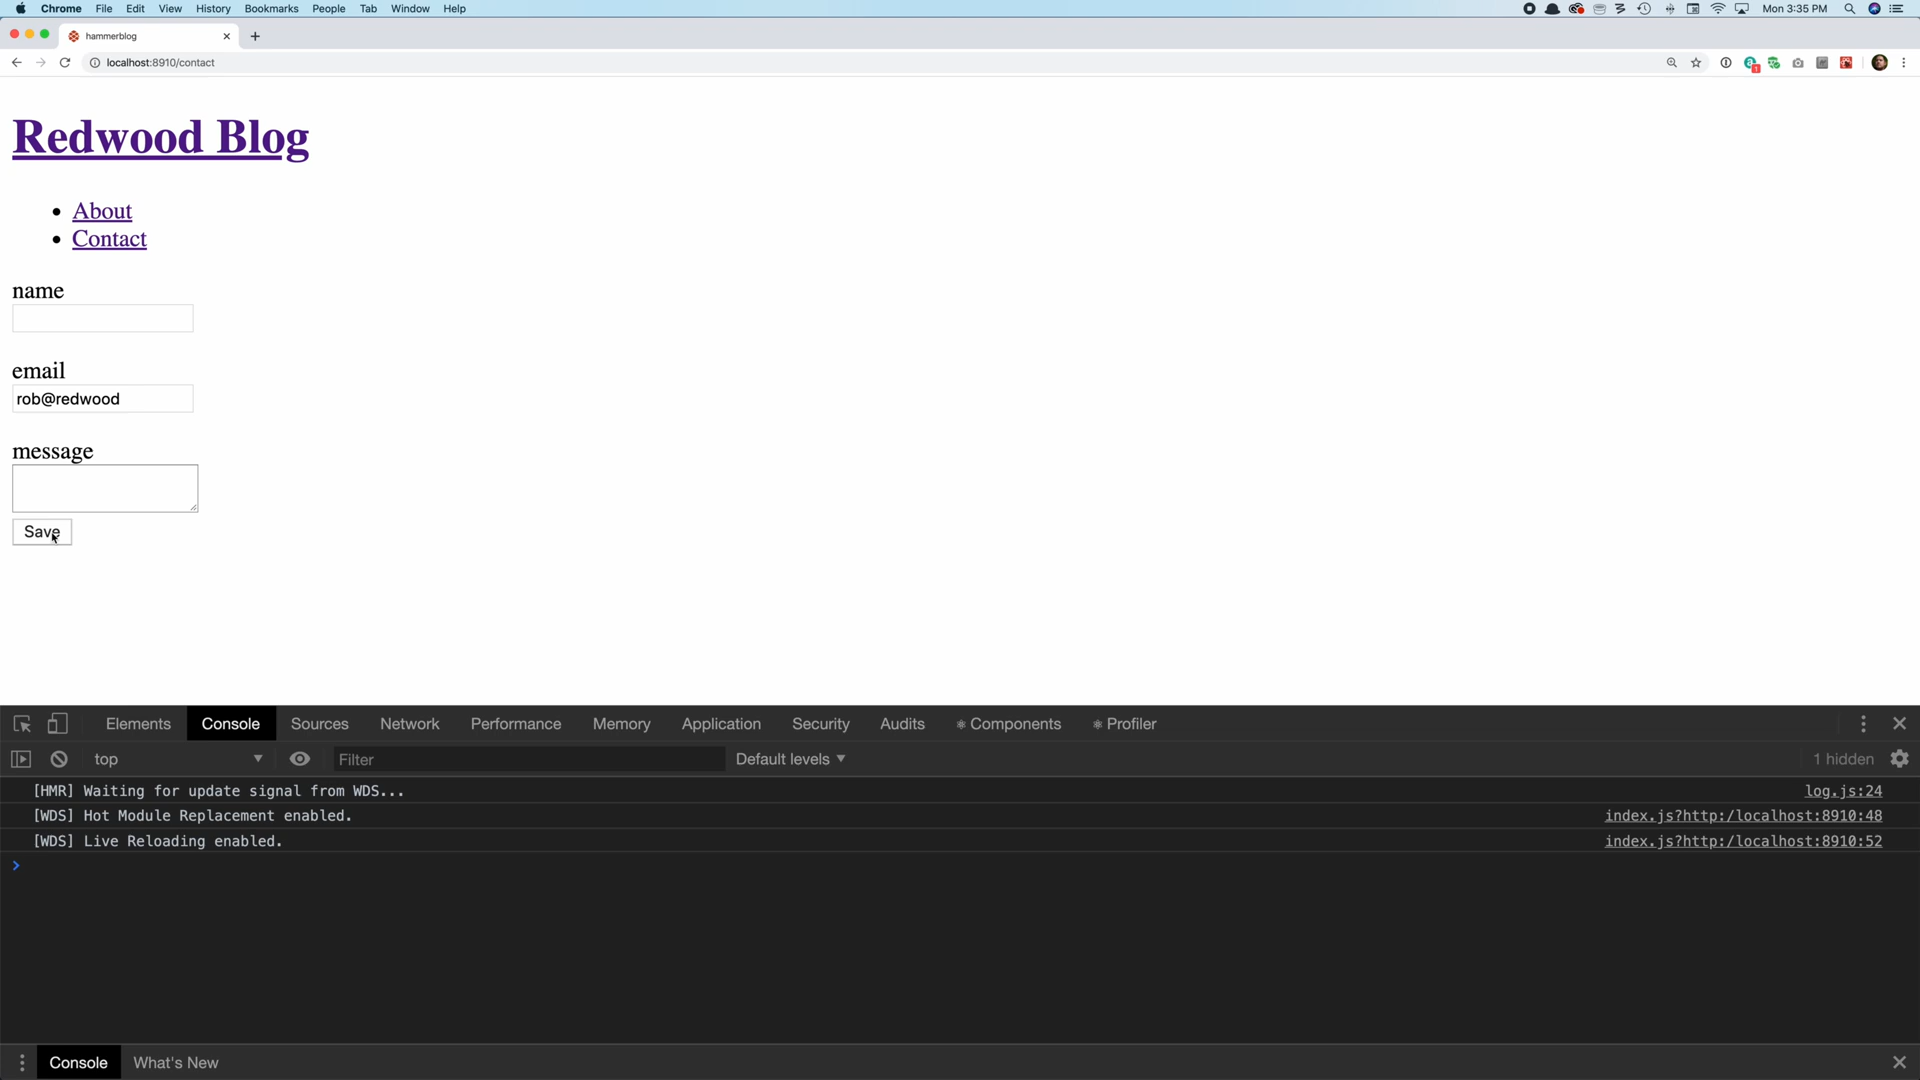 Chrome File Edit View History Bookmarks People Tab Window Help Mon 3:35 PM
hammerblog
localhost:8910/contact
Redwood Blog
About
Contact
name
email
rob@redwood
message
Save
Elements Console Sources Network Performance Memory Application Security Audits Components Profiler
top Filter Default levels 1 hidden
[HMR] Waiting for update signal from WDS... log.js:24
[WDS] Hot Module Replacement enabled. index.js?http:/localhost:8910:48
[WDS] Live Reloading enabled. index.js?http:/localhost:8910:52
Console What's New